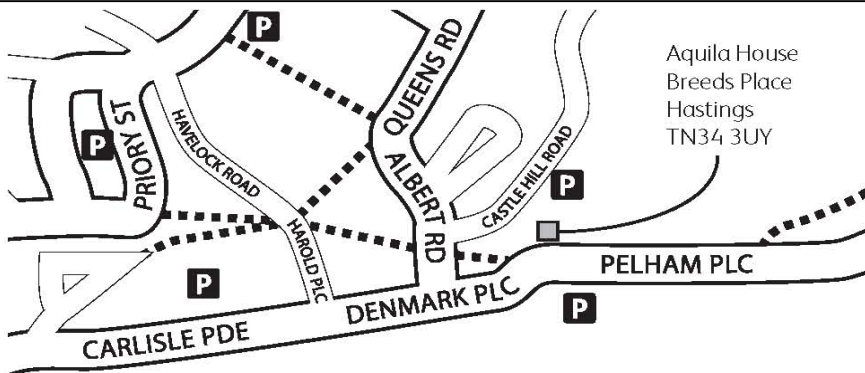 P
QUEENS RD
Aquila House
Breeds Place
Hastings
TN34 3UY
P
PRIORY ST
HAVELOCK ROAD
ALBERT RD
CASTLE HILL ROAD
P
HAROLD PLC
P
PELHAM PLC
DENMARK PLC
P
CARLISLE PDE